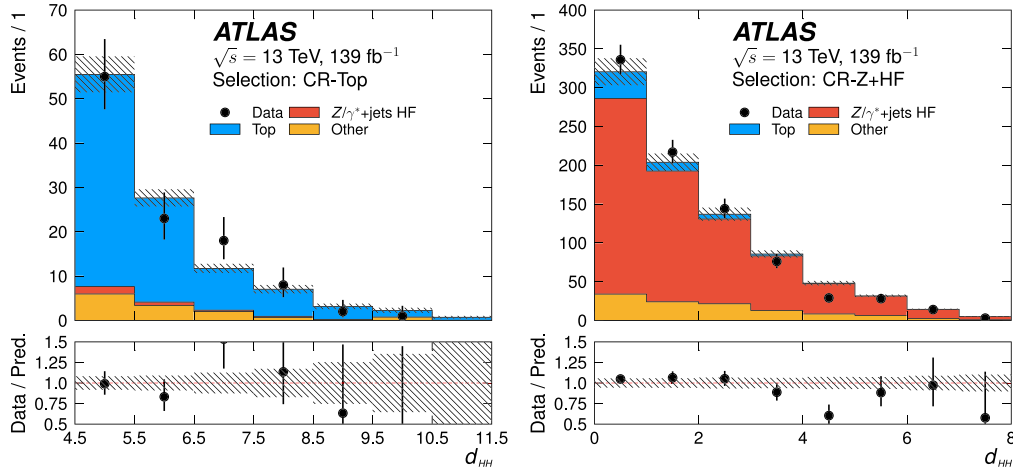 ATLAS
√s = 13 TeV, 139 fb⁻¹
Selection: CR-Top
Data
Z/γ*+jets HF
Top
Other
Events / 1
70
60
50
40
30
20
10
0
Data / Pred.
1.5
1.25
1.0
0.75
0.5
4.5 5.5 6.5 7.5 8.5 9.5 10.5 11.5
d_HH
ATLAS
√s = 13 TeV, 139 fb⁻¹
Selection: CR-Z+HF
Data
Z/γ*+jets HF
Top
Other
Events / 1
400
350
300
250
200
150
100
50
0
Data / Pred.
1.5
1.25
1.0
0.75
0.5
0 2 4 6 8
d_HH